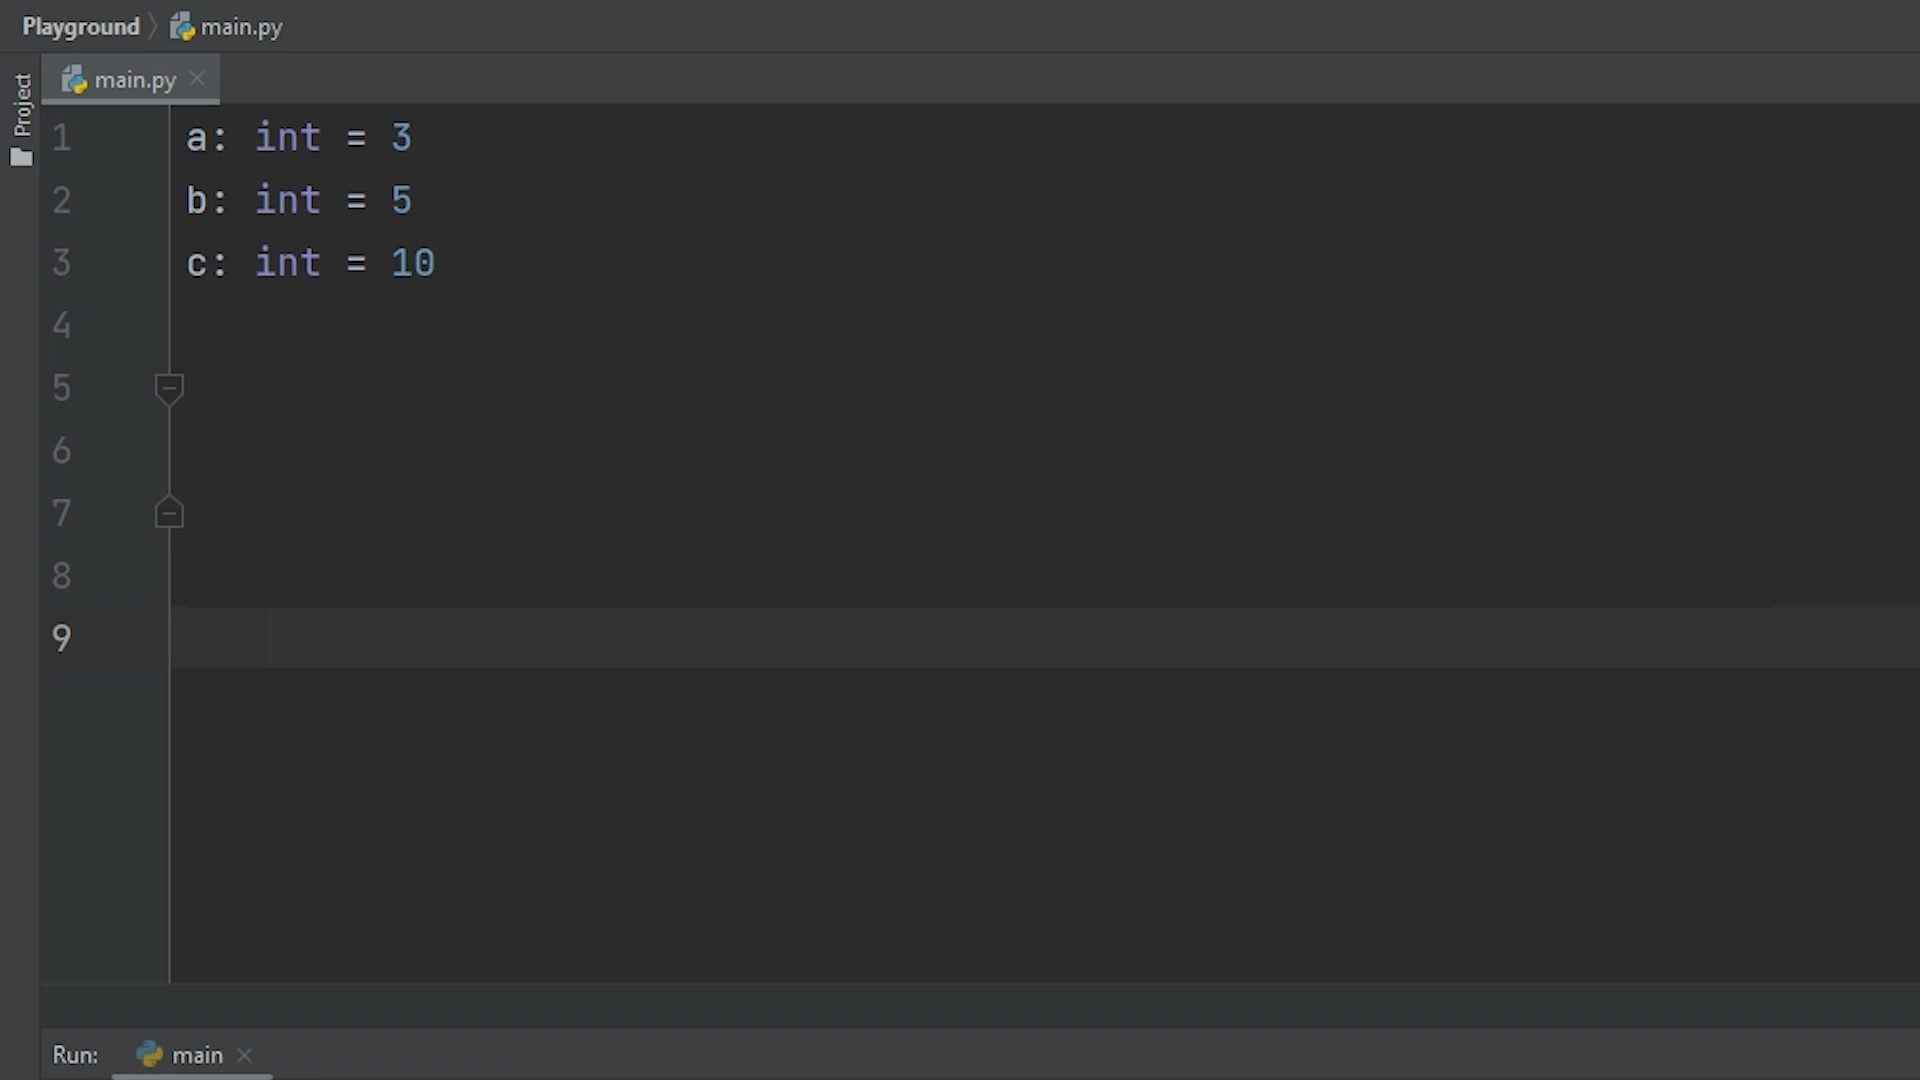 Playground main.py
Project
main.py
1 a: int = 3
2 b: int = 5
3 c: int = 10
4
5
6
7
8
9
Run: main